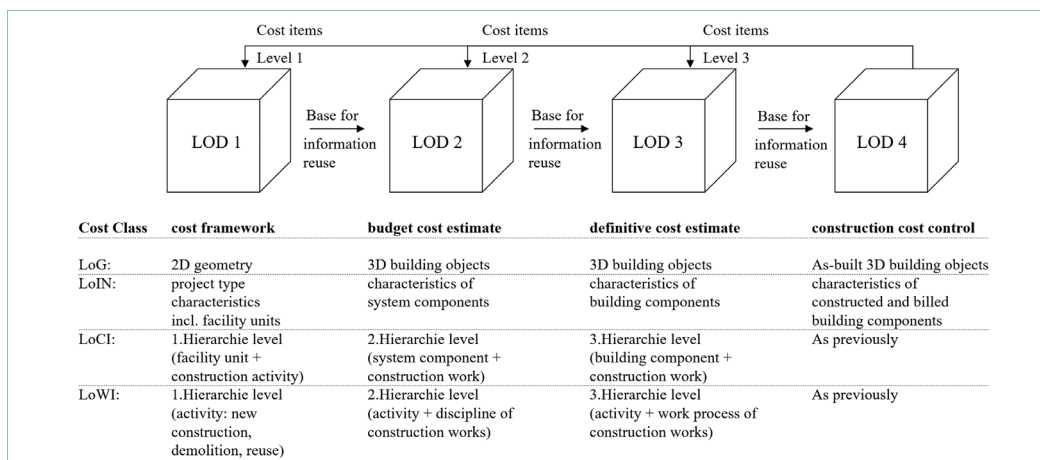 Cost items Cost items Cost items
Level 1 Level 2 Level 3
LOD 1 Base for information reuse LOD 2 Base for information reuse LOD 3 Base for information reuse LOD 4
Cost Class cost framework budget cost estimate definitive cost estimate construction cost control
LoG: 2D geometry 3D building objects 3D building objects As-built 3D building objects
LoIN: project type characteristics of characteristics of characteristics of
characteristics system components building components constructed and billed
incl. facility units building components
LoCI: 1.Hierarchie level 2.Hierarchie level 3.Hierarchie level As previously
(facility unit + (system component + (building component +
construction activity) construction work) construction work)
LoWI: 1.Hierarchie level 2.Hierarchie level 3.Hierarchie level As previously
(activity: new (activity + discipline of (activity + work process of
construction, construction works) construction works)
demolition, reuse)